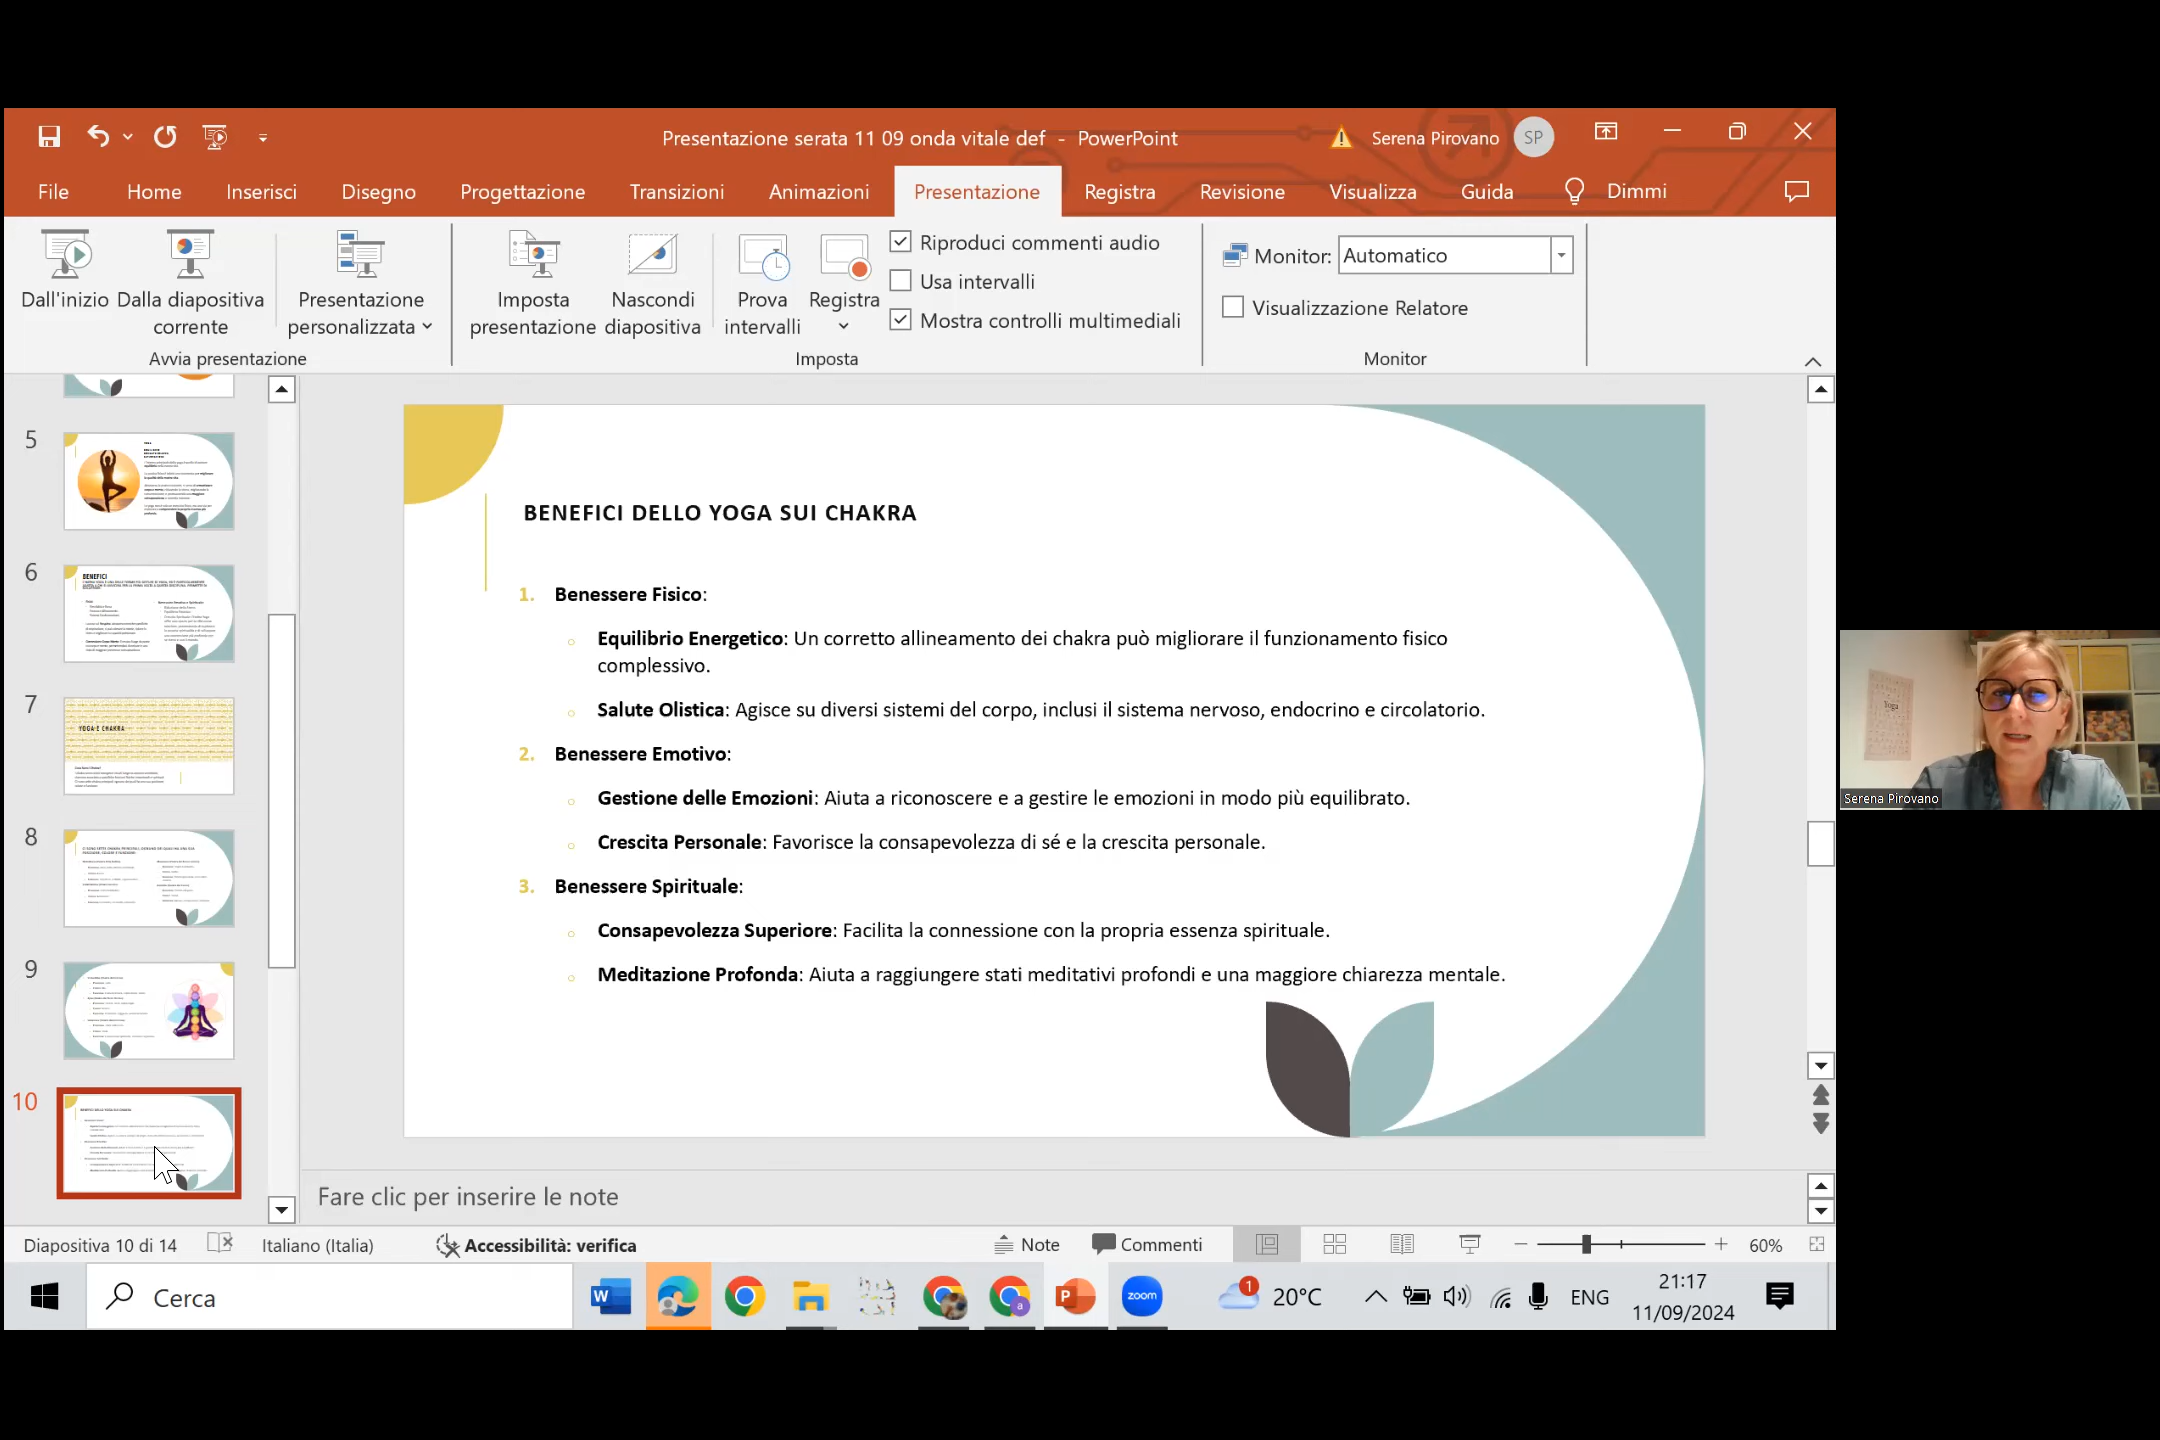 Presentazione serata 11 09 onda vitale def - PowerPoint
Serena Pirovano
SP
File
Home
Inserisci
Disegno
Progettazione
Transizioni
Animazioni
Presentazione
Registra
Revisione
Visualizza
Guida
Dimmi
Dall'inizio
Dalla diapositiva
corrente
Presentazione
personalizzata
Avvia presentazione
Imposta
presentazione
Nascondi
diapositiva
Prova
intervalli
Registra
Riproduci commenti audio
Usa intervalli
Mostra controlli multimediali
Imposta
Monitor: Automatico
Visualizzazione Relatore
Monitor
5
6
BENEFICI
7
YOGA E CHAKRA
8
9
10
BENEFICI DELLO YOGA SUI CHAKRA
1. Benessere Fisico:
Equilibrio Energetico: Un corretto allineamento dei chakra può migliorare il funzionamento fisico
complessivo.
Salute Olistica: Agisce su diversi sistemi del corpo, inclusi il sistema nervoso, endocrino e circolatorio.
2. Benessere Emotivo:
Gestione delle Emozioni: Aiuta a riconoscere e a gestire le emozioni in modo più equilibrato.
Crescita Personale: Favorisce la consapevolezza di sé e la crescita personale.
3. Benessere Spirituale:
Consapevolezza Superiore: Facilita la connessione con la propria essenza spirituale.
Meditazione Profonda: Aiuta a raggiungere stati meditativi profondi e una maggiore chiarezza mentale.
Yoga
Serena Pirovano
Fare clic per inserire le note
Diapositiva 10 di 14
Italiano (Italia)
Accessibilità: verifica
Note
Commenti
60%
Cerca
W
a
P
zoom
1
20°C
ENG
21:17
11/09/2024